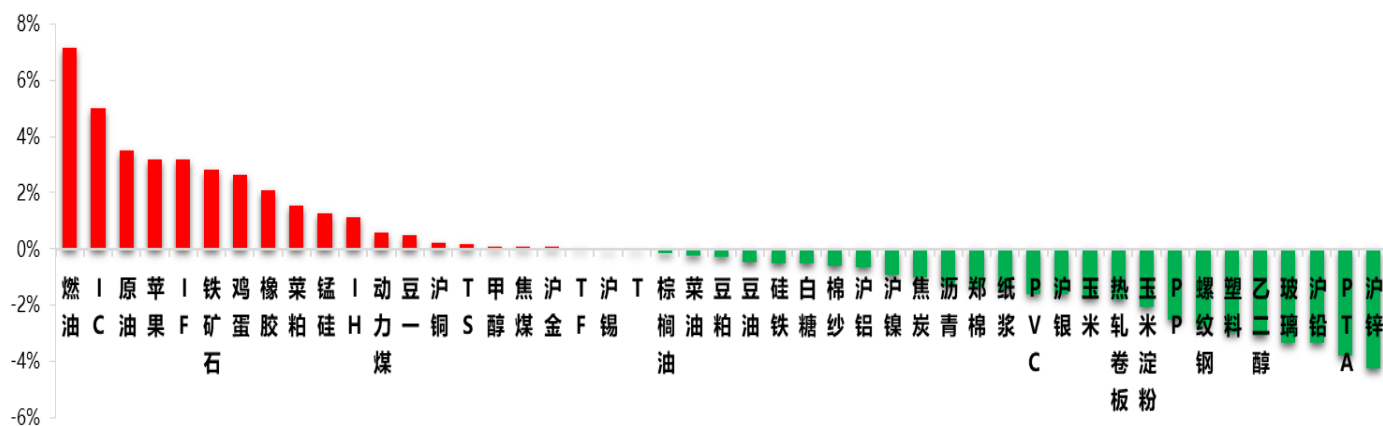 8%
6%
4%
2%
0%
-2%
-4%
-6%
燃油
IC
原油
苹果
IF
铁矿石
鸡蛋
橡胶
菜粕
锰硅
IH
动力煤
豆一
沪铜
TS
甲醇
焦煤
沪金
TF
沪锡
T
棕榈油
菜油
豆粕
豆油
硅铁
白糖
棉纱
沪铝
沪镍
焦炭
沥青
郑棉
纸浆
PVC
沪银
玉米
热轧卷板
玉米淀粉
PP
螺纹钢
塑料
乙二醇
玻璃
沪铅
PTA
沪锌